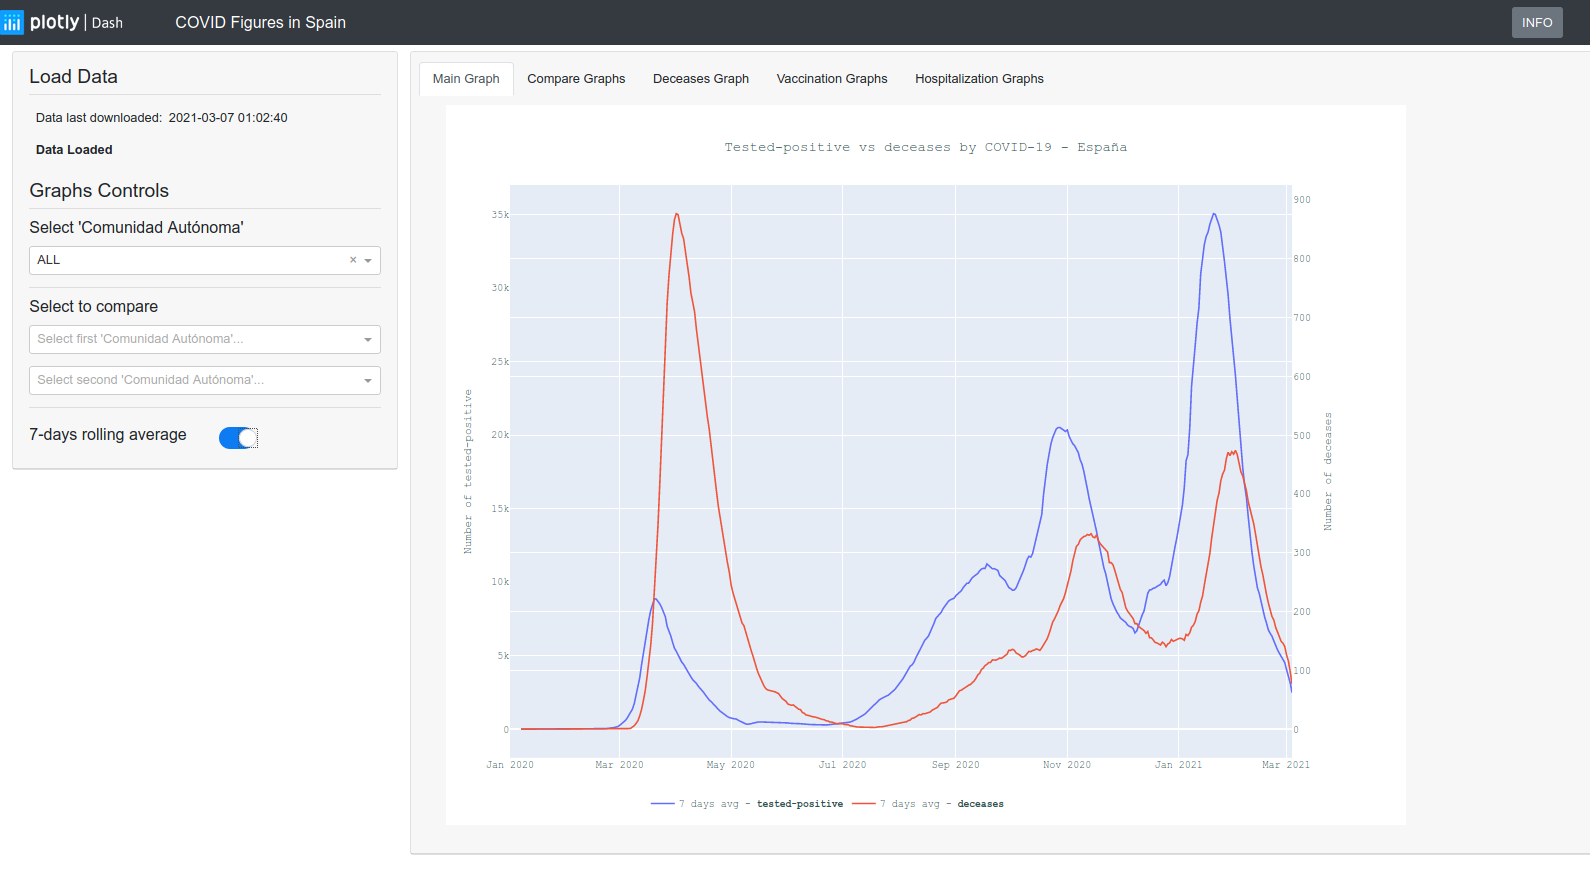 plotly | Dash
COVID Figures in Spain
INFO
Load Data
Data last downloaded: 2021-03-07 01:02:40
Data Loaded
Graphs Controls
Select 'Comunidad Autónoma'
ALL
×
Select to compare
Select first 'Comunidad Autónoma'...
Select second 'Comunidad Autónoma'...
7-days rolling average
Main Graph
Compare Graphs
Deceases Graph
Vaccination Graphs
Hospitalization Graphs
Tested-positive vs deceases by COVID-19 - España
Number of tested-positive
35k
30k
25k
20k
15k
10k
5k
0
900
800
700
600
500
400
300
200
100
0
Number of deceases
Jan 2020
Mar 2020
May 2020
Jul 2020
Sep 2020
Nov 2020
Jan 2021
Mar 2021
7 days avg - tested-positive
7 days avg - deceases